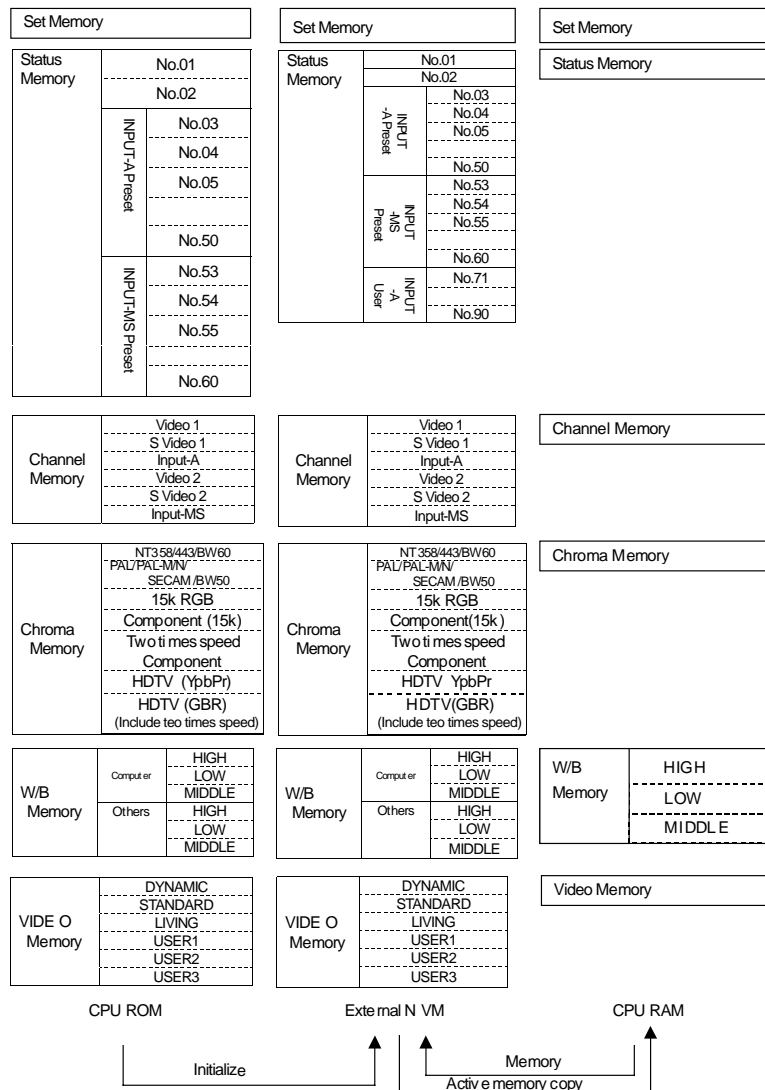 Set Memory
Status
Memory
No.01
No.02
INPUT-A Preset
No.03
No.04
No.05
No.50
INPUT-MS Preset
No.53
No.54
No.55
No.60
Channel
Memory
Video 1
S Video 1
Input-A
Video 2
S Video 2
Input-MS
Chroma
Memory
NT358/443/BW60
PAL/PAL-M/N/
SECAM/BW50
15k RGB
Component (15k)
Two times speed
Component
HDTV (YpbPr)
HDTV (GBR)
(Include teo times speed)
W/B
Memory
Computer
HIGH
LOW
MIDDLE
Others
HIGH
LOW
MIDDLE
VIDEO
Memory
DYNAMIC
STANDARD
LIVING
USER1
USER2
USER3
CPU ROM
Set Memory
Status
Memory
No.01
No.02
INPUT
-A Preset
No.03
No.04
No.05
No.50
INPUT
-MS
Preset
No.53
No.54
No.55
No.60
INPUT
-A
User
No.71
No.90
Channel
Memory
Video 1
S Video 1
Input-A
Video 2
S Video 2
Input-MS
Chroma
Memory
NT358/443/BW60
PAL/PAL-M/N/
SECAM/BW50
15k RGB
Component(15k)
Two times speed
Component
HDTV YpbPr
HDTV(GBR)
(Include teo times speed)
W/B
Memory
Computer
HIGH
LOW
MIDDLE
Others
HIGH
LOW
MIDDLE
VIDEO
Memory
DYNAMIC
STANDARD
LIVING
USER1
USER2
USER3
External NVM
Set Memory
Status Memory
Channel Memory
Chroma Memory
W/B
Memory
HIGH
LOW
MIDDLE
Video Memory
CPU RAM
Initialize
Memory
Active memory copy